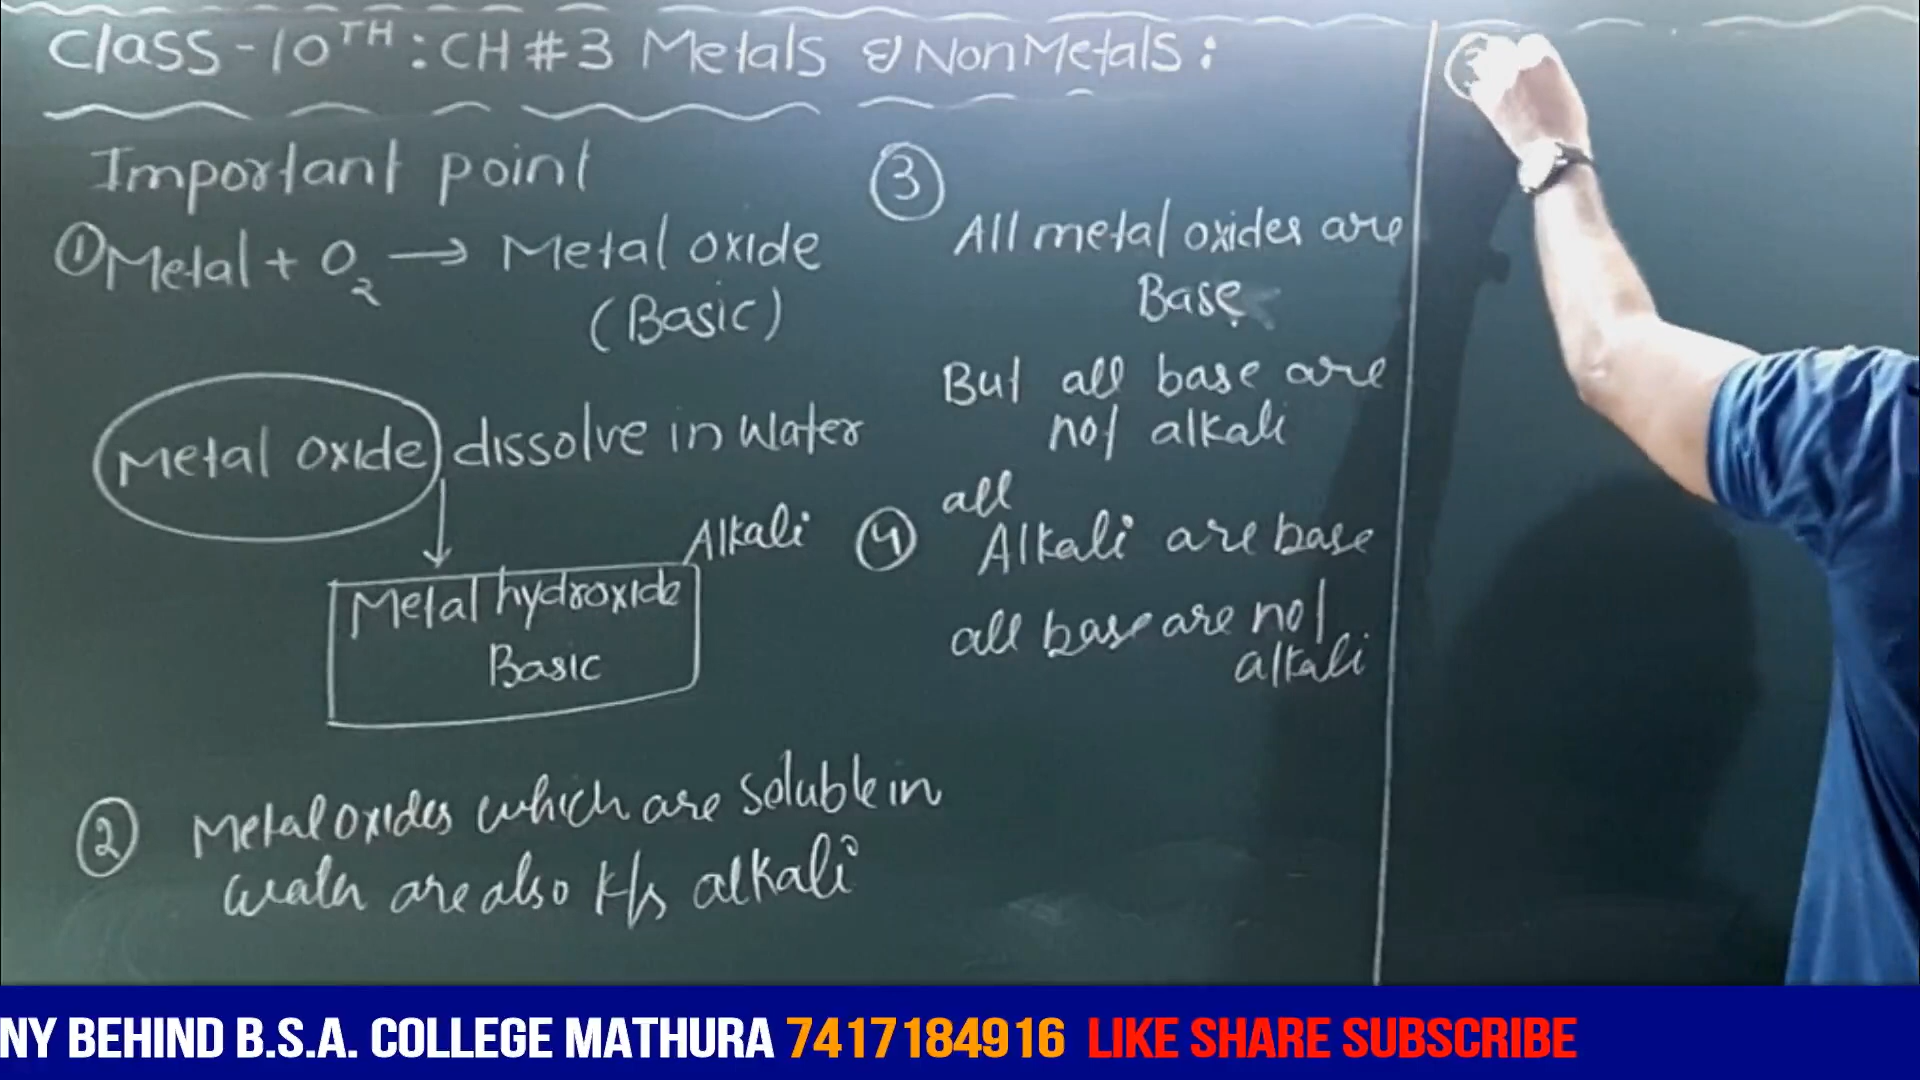 Class-10TH: CH#3 Metals & NonMetals:
Important point
① Metal + O2 → Metal oxide
(Basic)
Metal oxide dissolve in water
Alkali
Metal hydroxide
Basic
② Metal oxides which are soluble in
water are also k/s alkali
③
All metal oxides are
Base
But all base are
not alkali
④ all
Alkali are base
all base are not
alkali
NY BEHIND B.S.A. COLLEGE MATHURA 7417184916 LIKE SHARE SUBSCRIBE